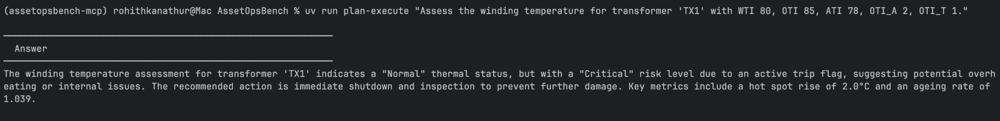 (assetopsbench-mcp) rohithkanathur@Mac AssetOpsBench % uv run plan-execute "Assess the winding temperature for transformer 'TX1' with WTI 80, OTI 85, ATI 78, OTI_A 2, OTI_T 1."
Answer
The winding temperature assessment for transformer 'TX1' indicates a "Normal" thermal status, but with a "Critical" risk level due to an active trip flag, suggesting potential overh
eating or internal issues. The recommended action is immediate shutdown and inspection to prevent further damage. Key metrics include a hot spot rise of 2.0°C and an ageing rate of
1.039.